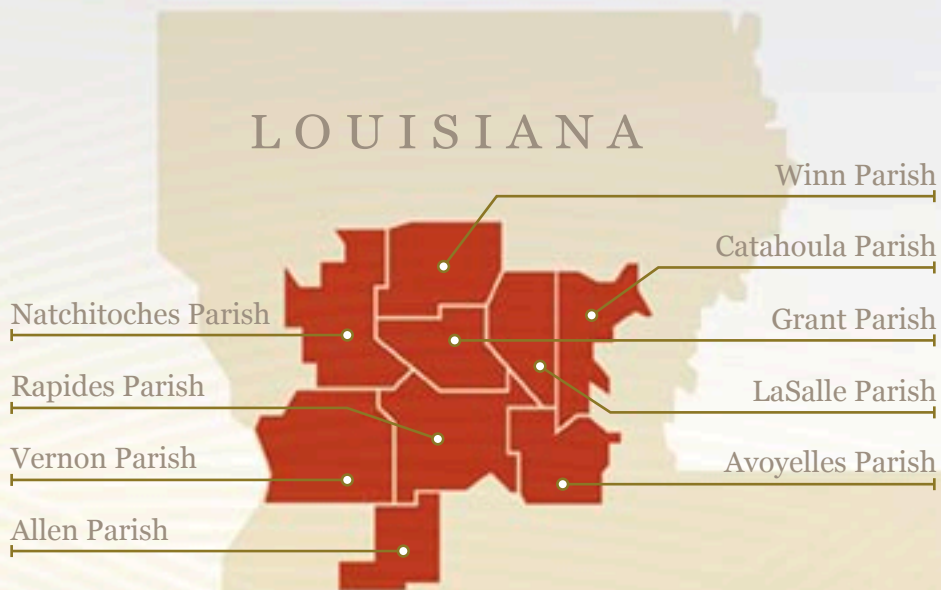 LOUISIANA
Winn Parish
Catahoula Parish
Natchitoches Parish
Grant Parish
Rapides Parish
LaSalle Parish
Vernon Parish
Avoyelles Parish
Allen Parish